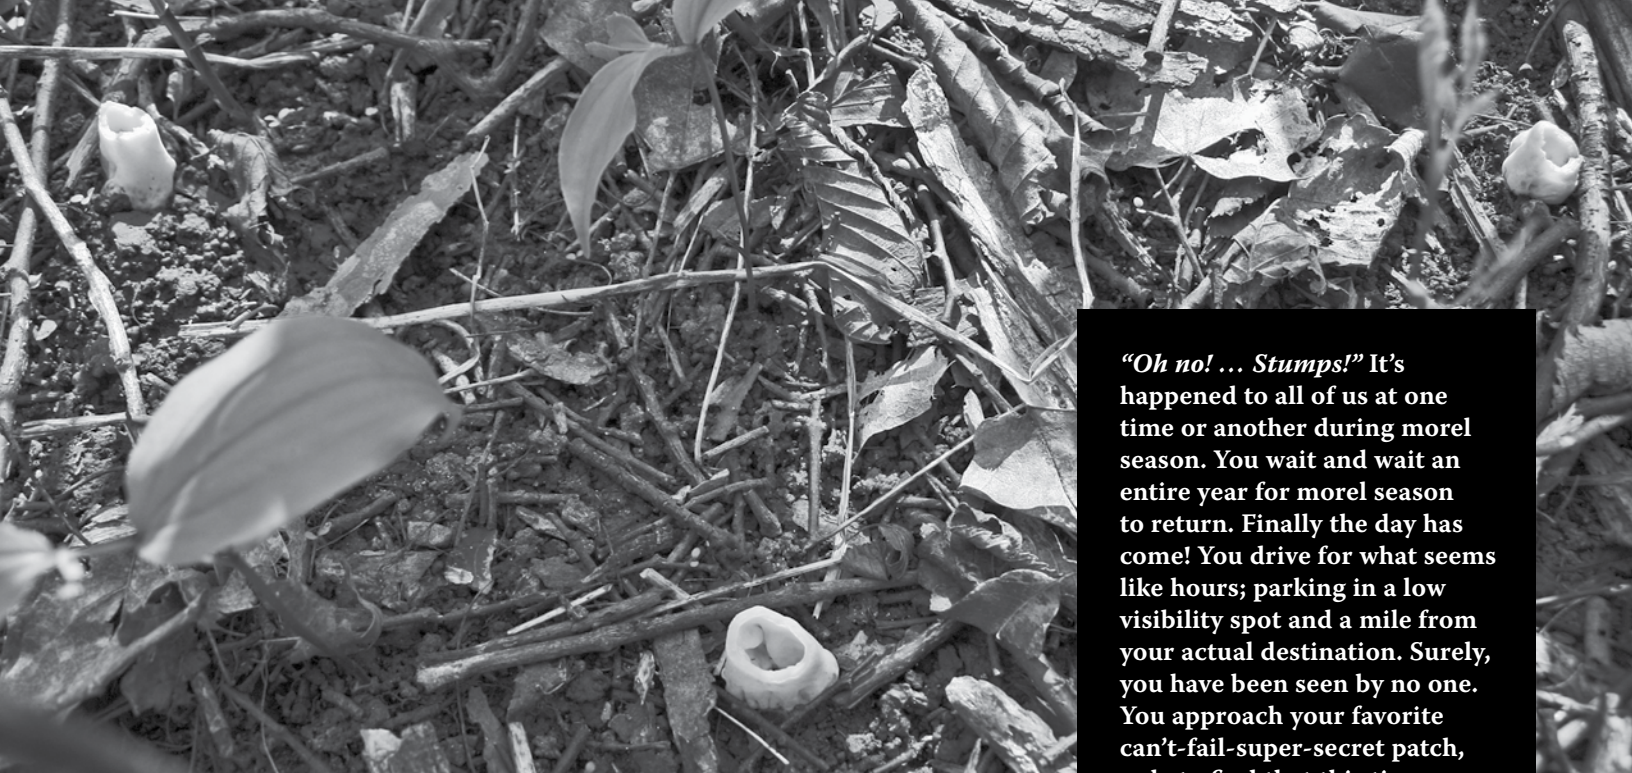 “Oh no! … Stumps!” It’s
happened to all of us at one
time or another during morel
season. You wait and wait an
entire year for morel season
to return. Finally the day has
come! You drive for what seems
like hours; parking in a low
visibility spot and a mile from
your actual destination. Surely,
you have been seen by no one.
You approach your favorite
can’t-fail-super-secret patch,